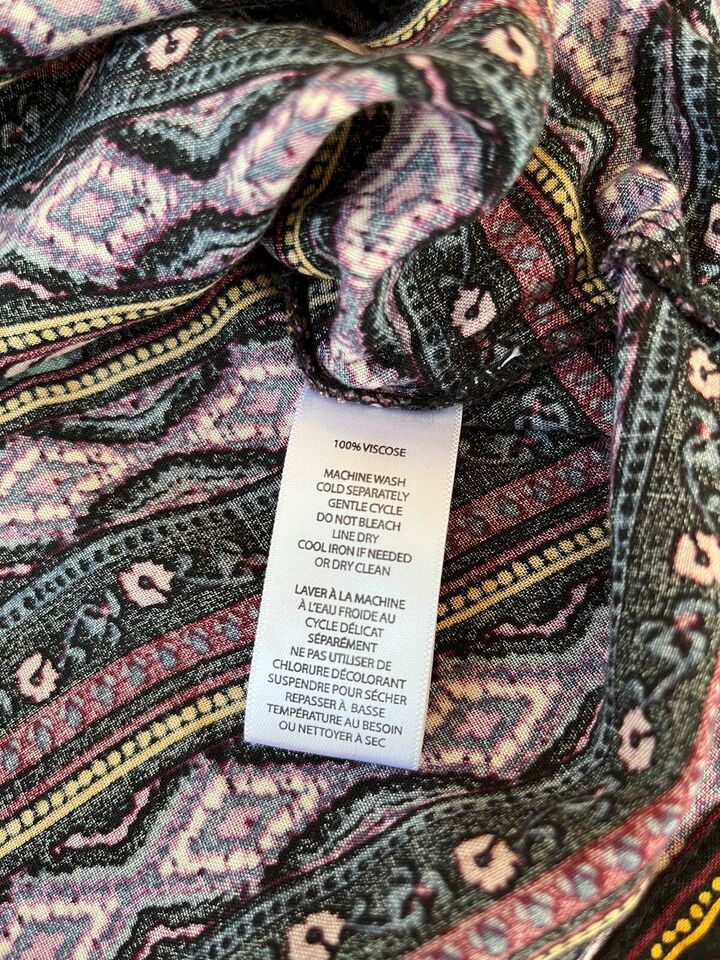 100% VISCOSE
MACHINE WASH
COLD SEPARATELY
GENTLE CYCLE
DO NOT BLEACH
LINE DRY
COOL IRON IF NEEDED
OR DRY CLEAN
LAVER À LA MACHINE
À L'EAU FROIDE AU
CYCLE DÉLICAT
SÉPARÉMENT
NE PAS UTILISER DE
CHLORURE DÉCOLORANT
SUSPENDRE POUR SÉCHER
REPASSER À BASSE
TEMPÉRATURE AU BESOIN
OU NETTOYER À SEC